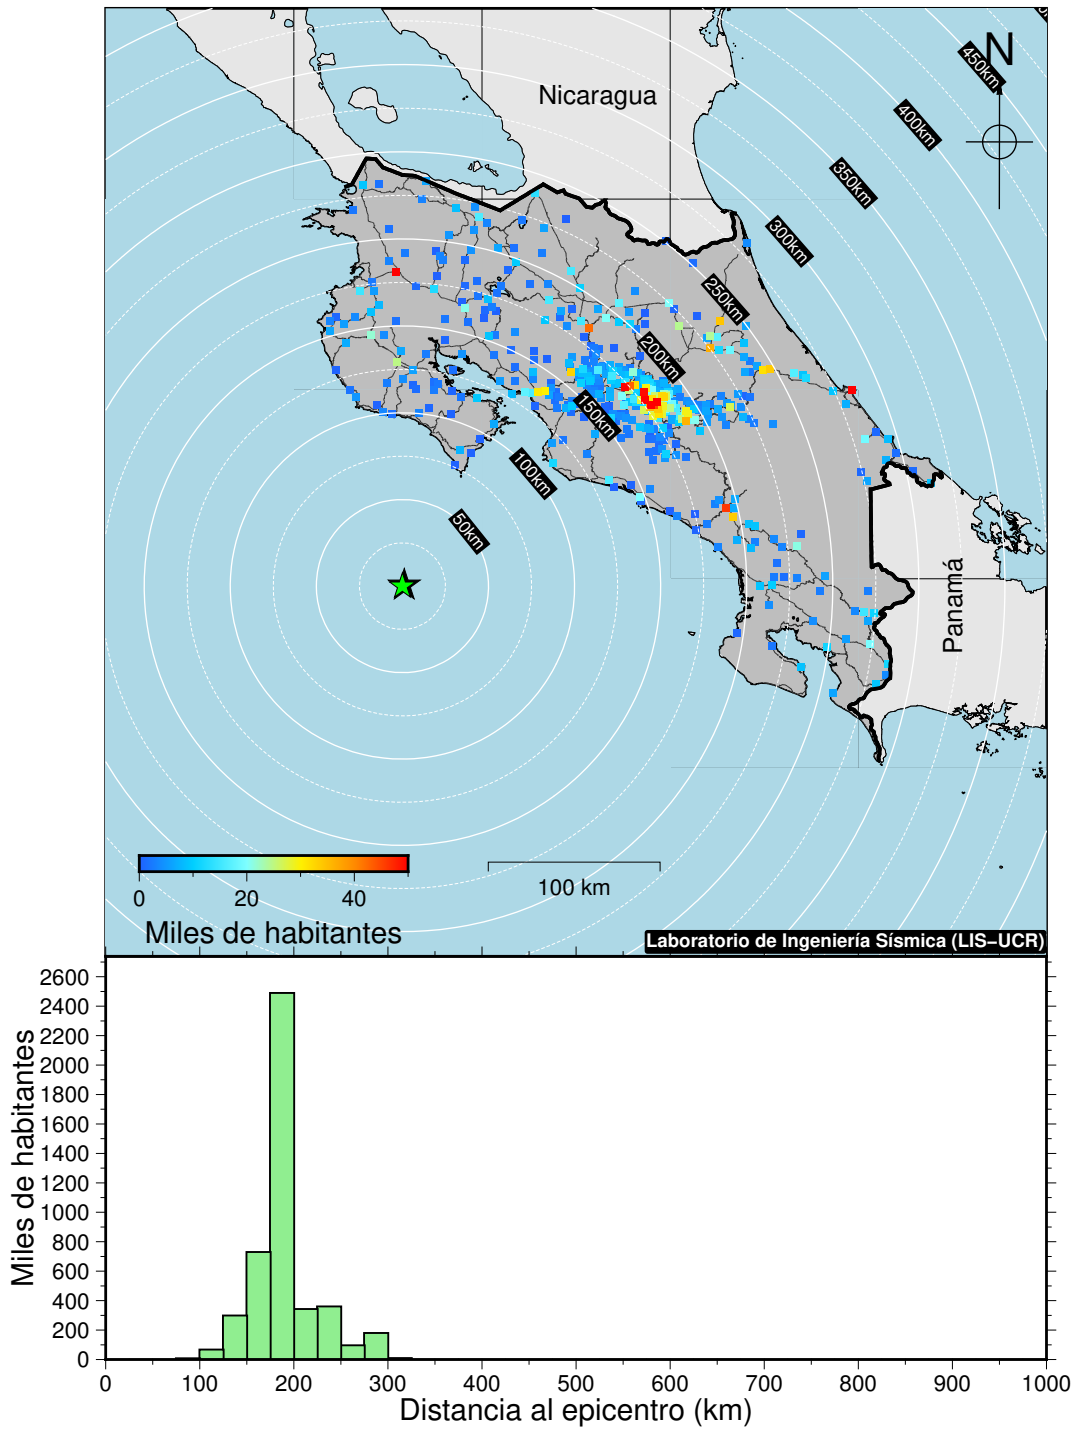 N
Nicaragua
450km
400km
350km
300km
250km
200km
150km
100km
50km
Panamá
0
20
40
Miles de habitantes
100 km
Laboratorio de Ingeniería Sísmica (LIS−UCR)
2600
2400
2200
2000
1800
1600
1400
1200
1000
800
600
400
200
0
Miles de habitantes
0 100 200 300 400 500 600 700 800 900 1000
Distancia al epicentro (km)